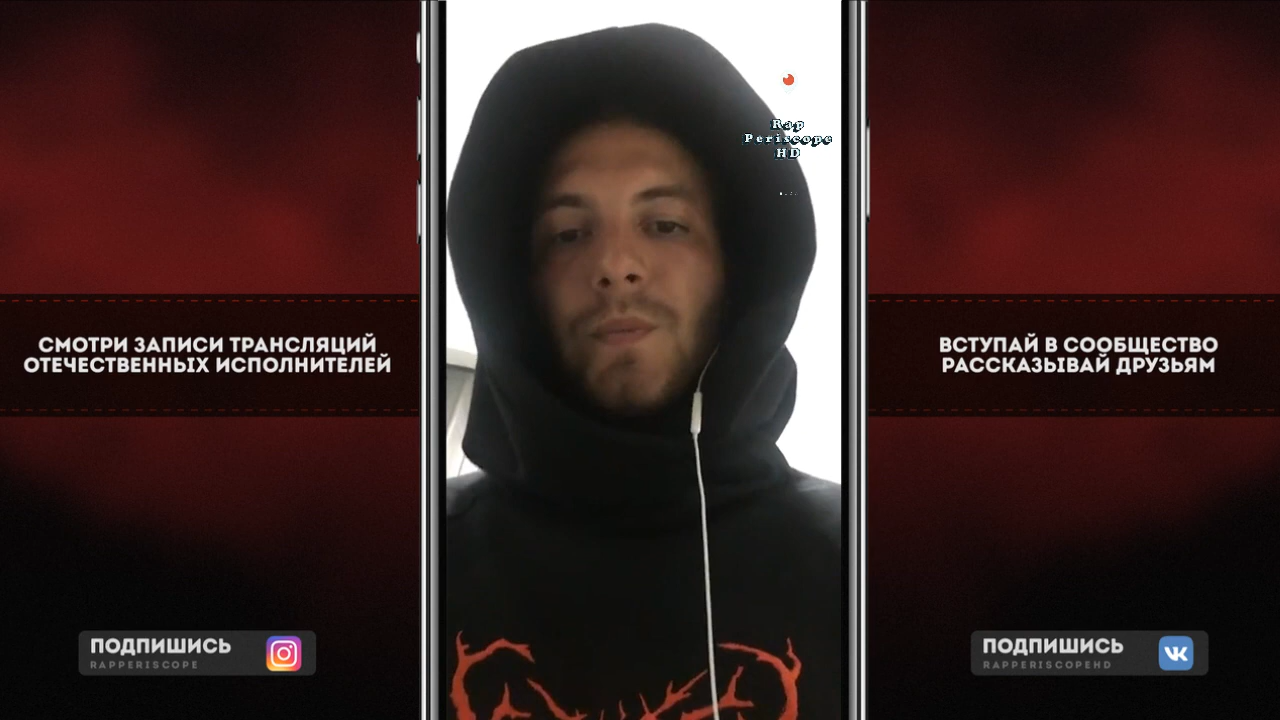 Rap
Periscope
HD
СМОТРИ ЗАПИСИ ТРАНСЛЯЦИЙ
ОТЕЧЕСТВЕННЫХ ИСПОЛНИТЕЛЕЙ
ВСТУПАЙ В СООБЩЕСТВО
РАССКАЗЫВАЙ ДРУЗЬЯМ
ПОДПИШИСЬ
RAPPERISCOPE
ПОДПИШИСЬ
RAPPERISCOPEHD